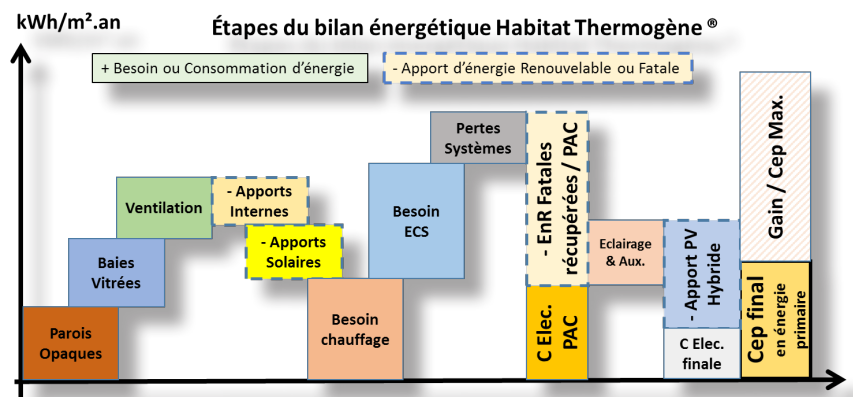 kWh/m².an
Étapes du bilan énergétique Habitat Thermogène ®
+ Besoin ou Consommation d’énergie
- Apport d’énergie Renouvelable ou Fatale
Parois
Opaques
Baies
Vitrées
Ventilation
- Apports
Internes
- Apports
Solaires
Besoin
chauffage
Besoin
ECS
Pertes
Systèmes
- EnR Fatales
récupérées / PAC
C Elec.
PAC
Eclairage
& Aux.
- Apport PV
Hybride
C Elec.
finale
Gain / Cep Max.
Cep final
en énergie
primaire